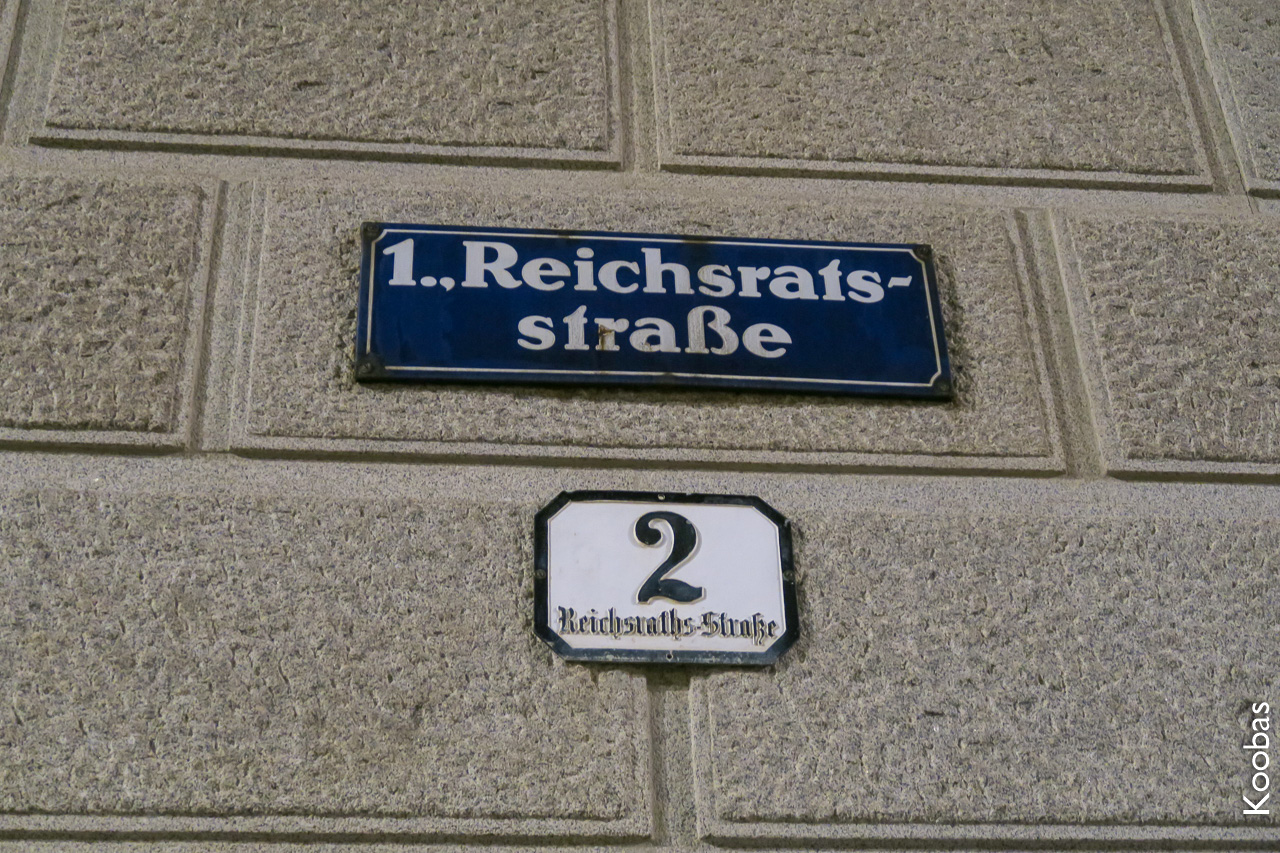 1., Reichsrats-
straße
2
Reichsraths-Straße
Koobas